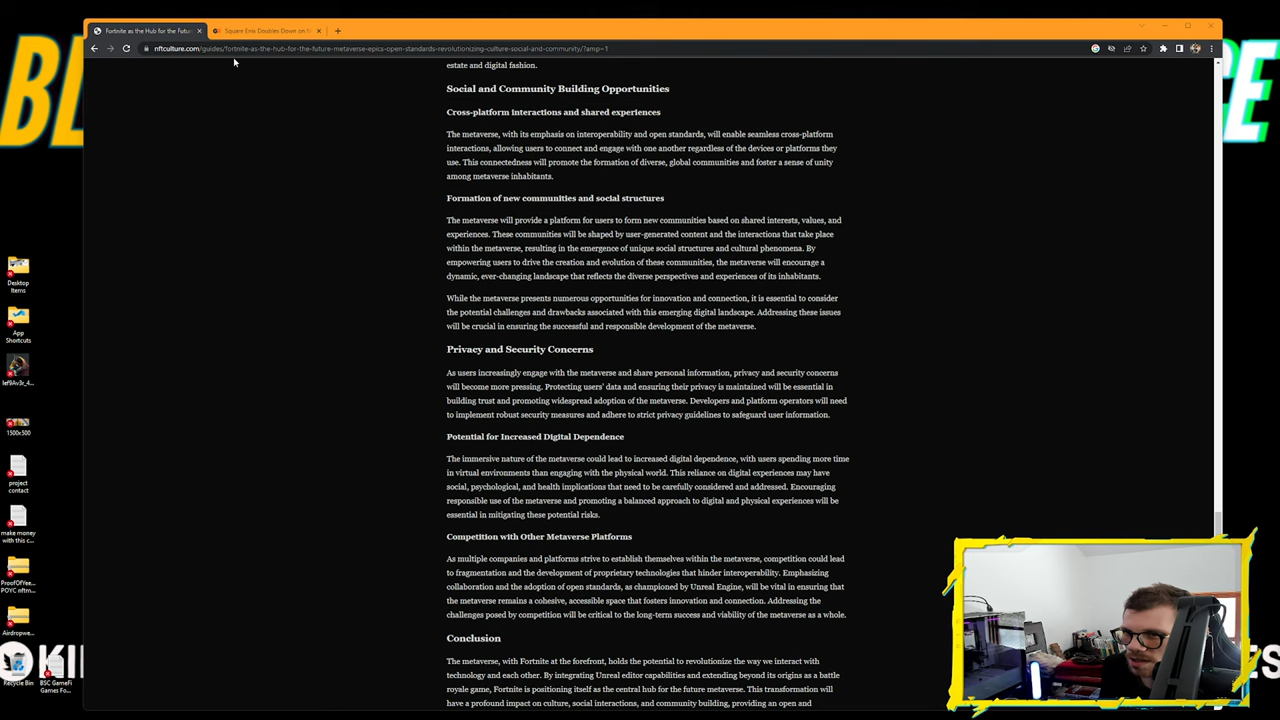 Fortnite as the Hub for the Futur
Square Enix Doubles Down on
nftculture.com/guides/fortnite-as-the-hub-for-the-future-metaverse-epics-open-standards-revolutionizing-culture-social-and-community/?amp=1
estate and digital fashion.
Social and Community Building Opportunities
Cross-platform interactions and shared experiences
The metaverse, with its emphasis on interoperability and open standards, will enable seamless cross-platform
interactions, allowing users to connect and engage with one another regardless of the devices or platforms they
use. This connectedness will promote the formation of diverse, global communities and foster a sense of unity
among metaverse inhabitants.
Formation of new communities and social structures
The metaverse will provide a platform for users to form new communities based on shared interests, values, and
experiences. These communities will be shaped by user-generated content and the interactions that take place
within the metaverse, resulting in the emergence of unique social structures and cultural phenomena. By
empowering users to drive the creation and evolution of these communities, the metaverse will encourage a
dynamic, ever-changing landscape that reflects the diverse perspectives and experiences of its inhabitants.
While the metaverse presents numerous opportunities for innovation and connection, it is essential to consider
the potential challenges and drawbacks associated with this emerging digital landscape. Addressing these issues
will be crucial in ensuring the successful and responsible development of the metaverse.
Privacy and Security Concerns
As users increasingly engage with the metaverse and share personal information, privacy and security concerns
will become more pressing. Protecting users' data and ensuring their privacy is maintained will be essential in
building trust and promoting widespread adoption of the metaverse. Developers and platform operators will need
to implement robust security measures and adhere to strict privacy guidelines to safeguard user information.
Potential for Increased Digital Dependence
The immersive nature of the metaverse could lead to increased digital dependence, with users spending more time
in virtual environments than engaging with the physical world. This reliance on digital experiences may have
social, psychological, and health implications that need to be carefully considered and addressed. Encouraging
responsible use of the metaverse and promoting a balanced approach to digital and physical experiences will be
essential in mitigating these potential risks.
Competition with Other Metaverse Platforms
As multiple companies and platforms strive to establish themselves within the metaverse, competition could lead
to fragmentation and the development of proprietary technologies that hinder interoperability. Emphasizing
collaboration and the adoption of open standards, as championed by Unreal Engine, will be vital in ensuring that
the metaverse remains a cohesive, accessible space that fosters innovation and connection. Addressing the
challenges posed by competition will be critical to the long-term success and viability of the metaverse as a whole.
Conclusion
The metaverse, with Fortnite at the forefront, holds the potential to revolutionize the way we interact with
technology and each other. By integrating Unreal editor capabilities and extending beyond its origins as a battle
royale game, Fortnite is positioning itself as the central hub for the future metaverse. This transformation will
have a profound impact on culture, social interactions, and community building, providing an open and
Desktop
Items
App
Shortcuts
1500x500
project
contact
make money
with this c...
ProofOfPee...
POYC nftm...
Airdropwe...
Recycle Bin
BSC GameFi
Games Fo...